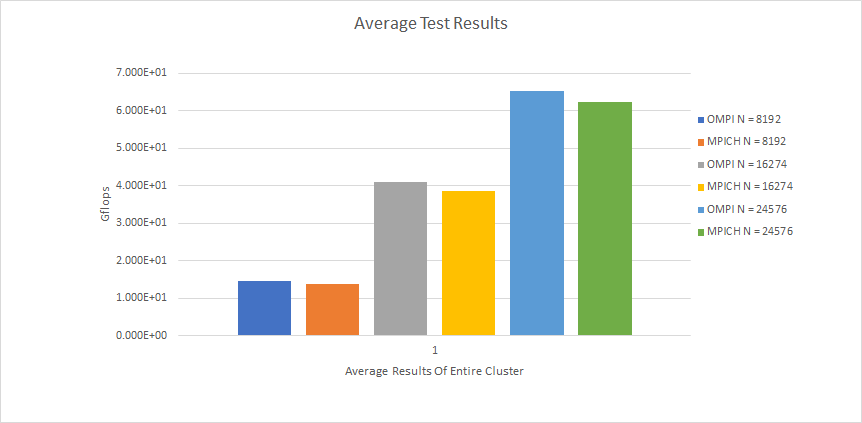 Average Test Results
7.000E+01
6.000E+01
5.000E+01
4.000E+01
3.000E+01
2.000E+01
1.000E+01
0.000E+00
Gflops
1
Average Results Of Entire Cluster
OMPI N = 8192
MPICH N = 8192
OMPI N = 16274
MPICH N = 16274
OMPI N = 24576
MPICH N = 24576